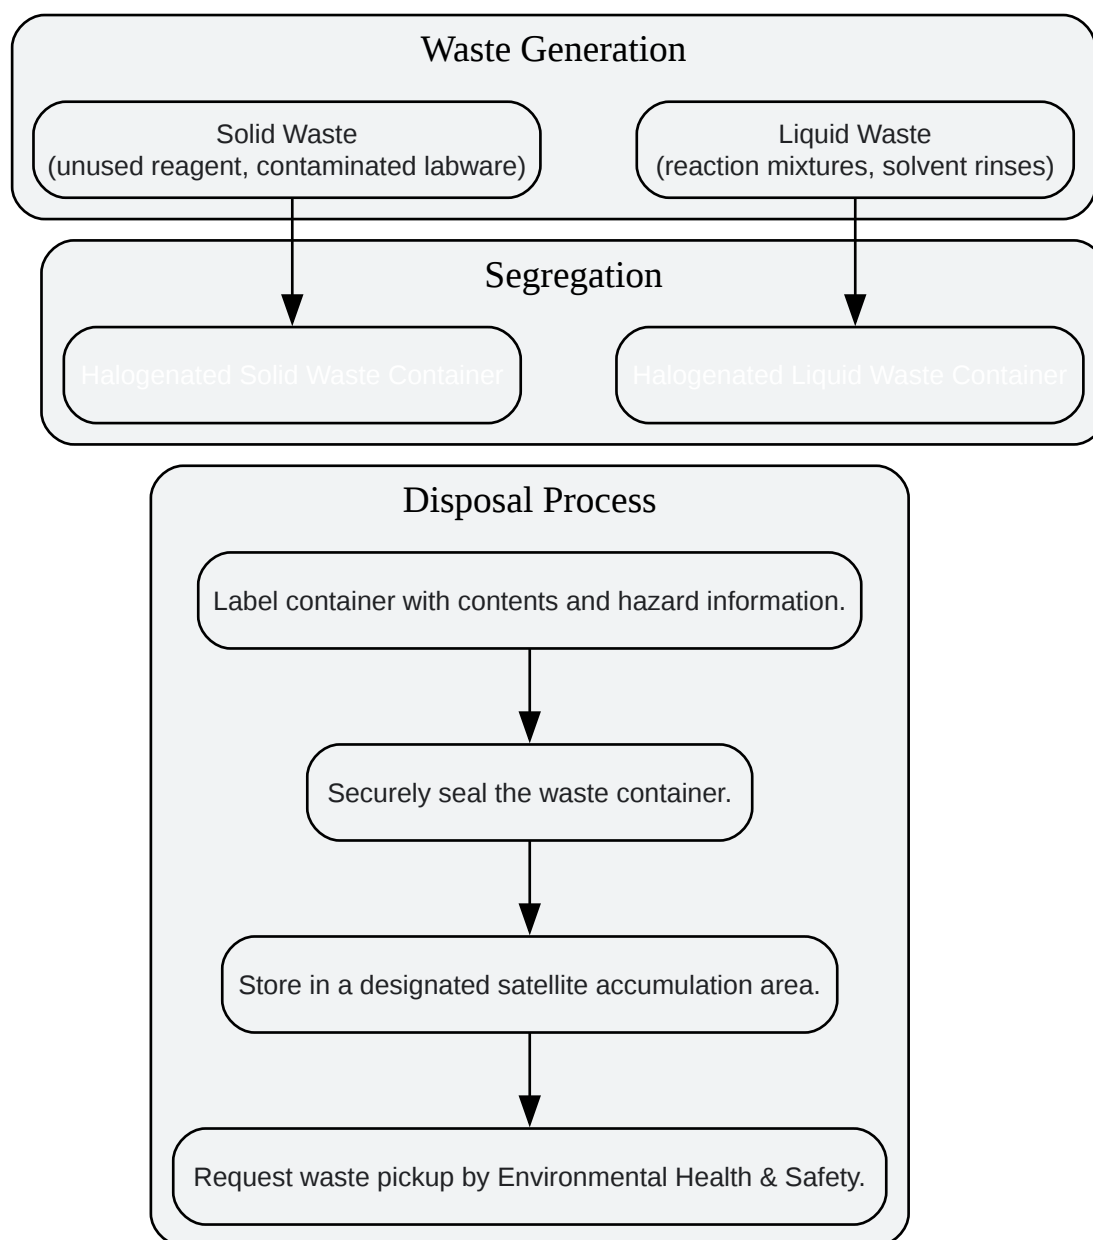 Waste Generation
Solid Waste
(unused reagent, contaminated labware)
Liquid Waste
(reaction mixtures, solvent rinses)
Segregation
Halogenated Solid Waste Container
Halogenated Liquid Waste Container
Disposal Process
Label container with contents and hazard information.
Securely seal the waste container.
Store in a designated satellite accumulation area.
Request waste pickup by Environmental Health & Safety.